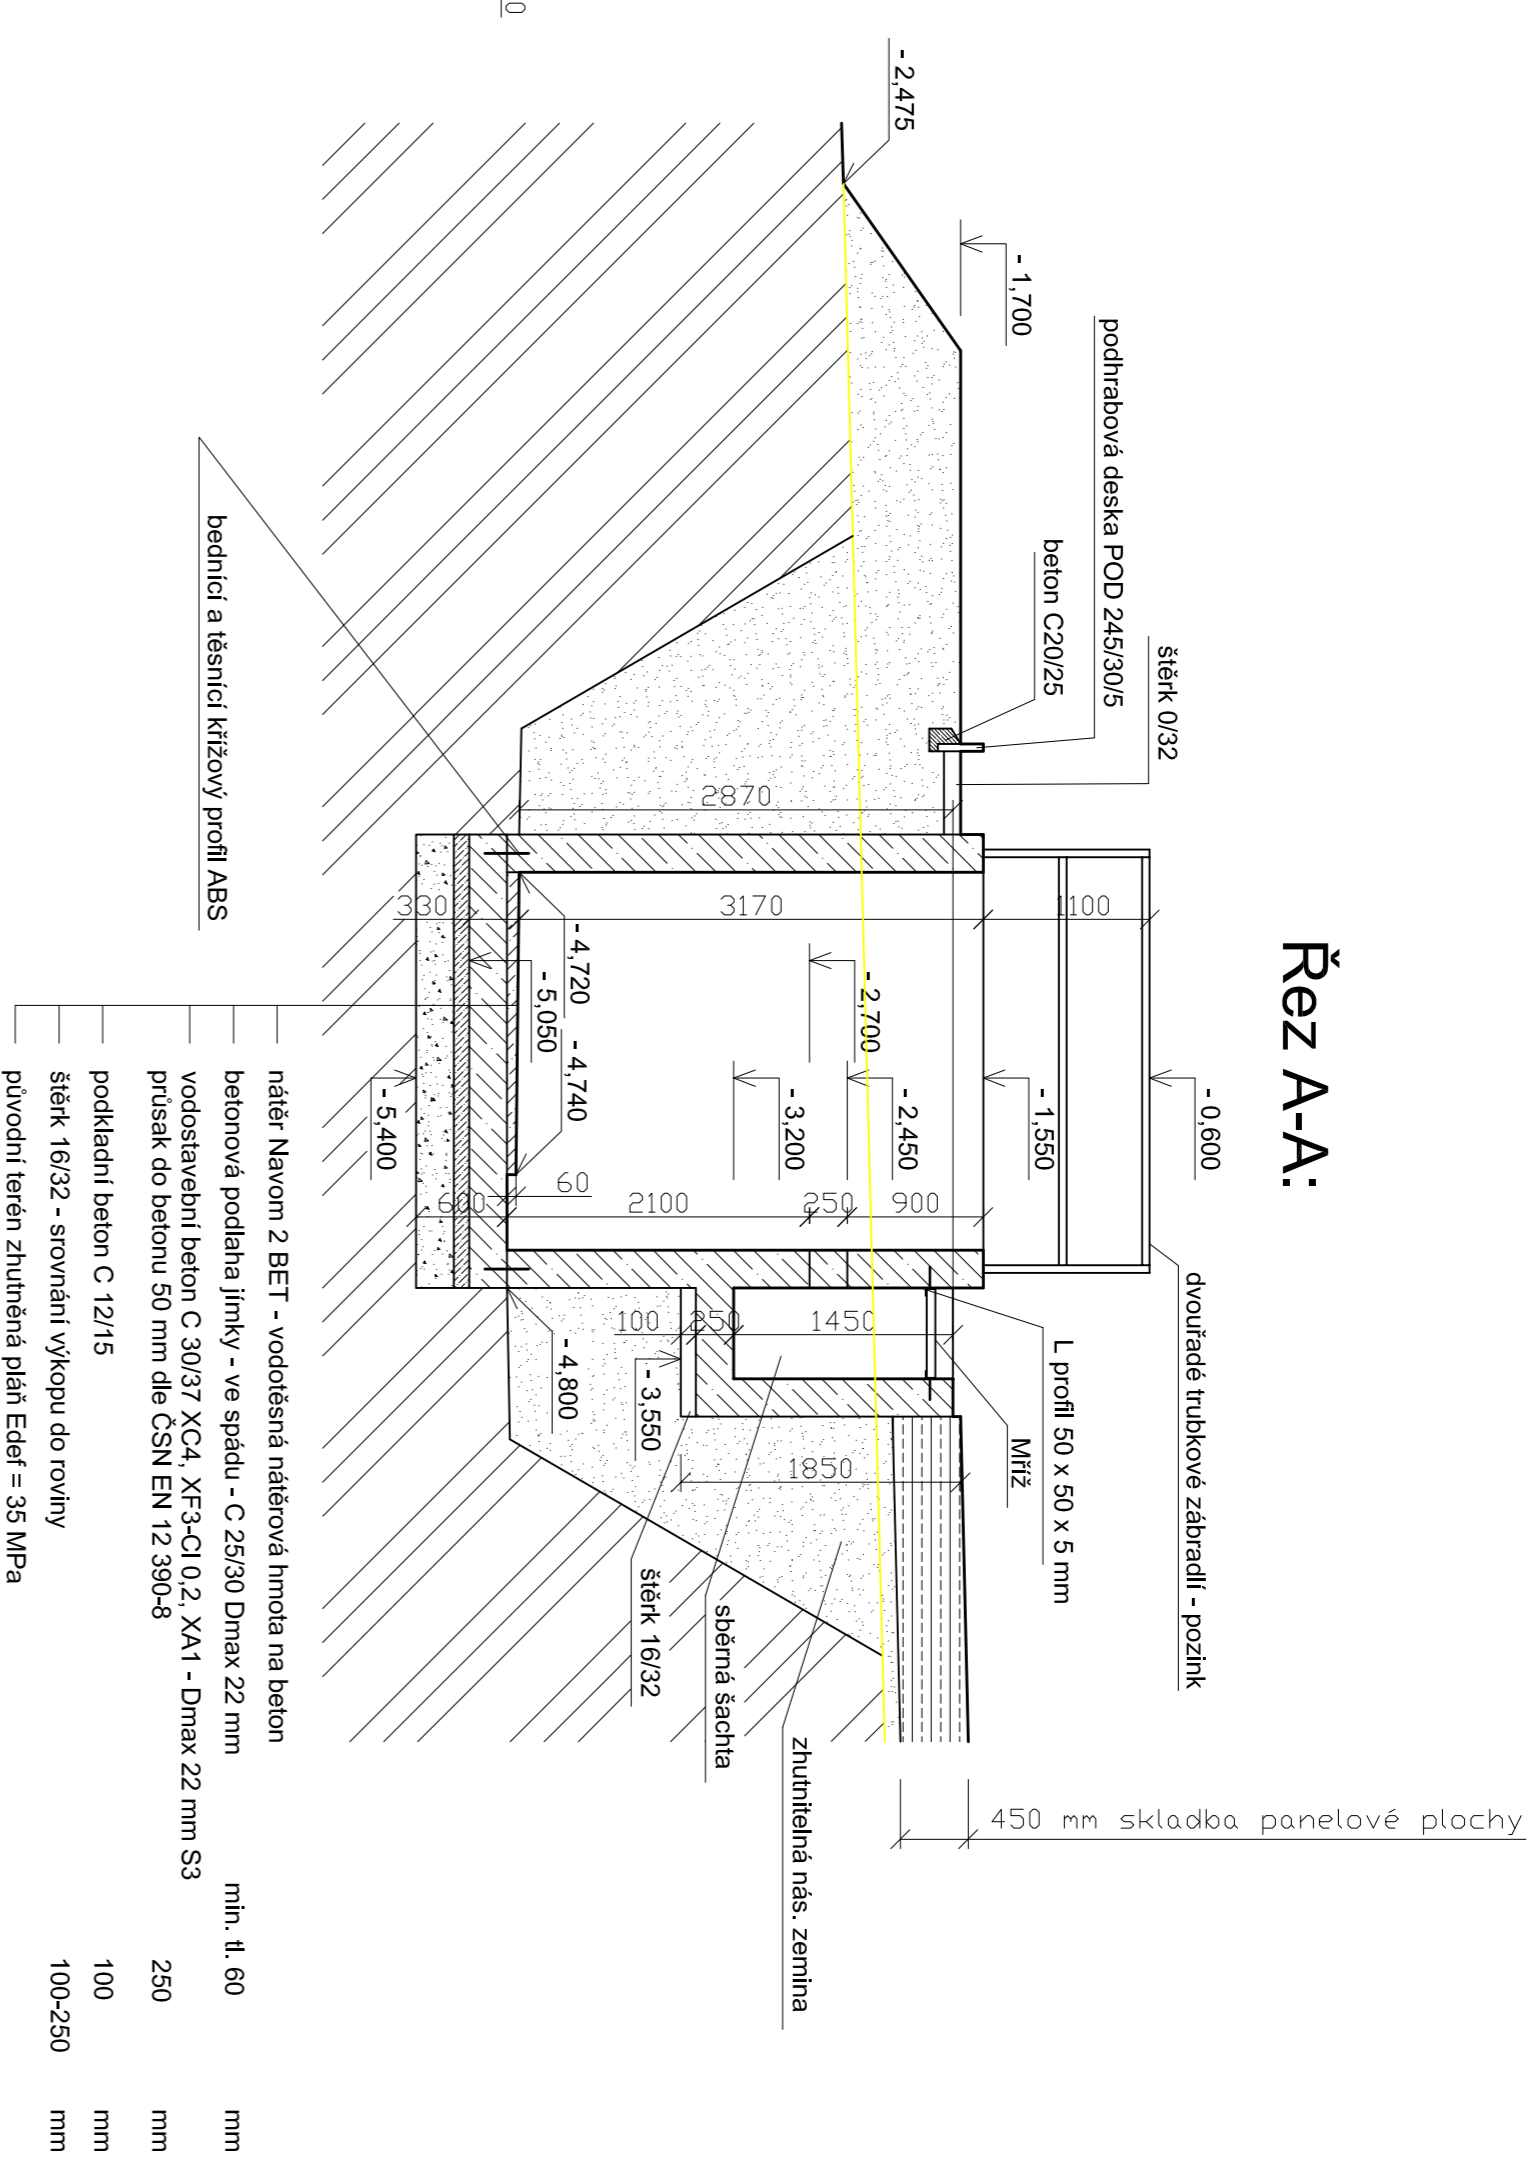 Řez A-A:
- 0,600
dvouřadé trubkové zábradlí - pozink
štěrk 0/32
podhrabová deska POD 245/30/5
beton C20/25
- 1,700
- 2,475
- 1,550
L profil 50 x 50 x 5 mm
Mříž
450 mm skladba panelové plochy
1100
3170
330
2870
- 2,700
- 2,450
- 3,200
900
250
2100
60
600
1450
250
100
1850
- 4,720
- 4,740
- 5,050
- 5,400
- 4,800
- 3,550
zhutnitelná nás. zemina
sběrná šachta
štěrk 16/32
bednící a těsnící křížový profil ABS
nátěr Navom 2 BET - vodotěsná nátěrová hmota na beton
betonová podlaha jímky - ve spádu - C 25/30 Dmax 22 mm min. tl. 60 mm
vodostavební beton C 30/37 XC4, XF3-Cl 0,2, XA1 - Dmax 22 mm S3
průsak do betonu 50 mm dle ČSN EN 12 390-8 250 mm
podkladní beton C 12/15 100 mm
štěrk 16/32 - srovnání výkopu do roviny 100-250 mm
původní terén zhutněná pláň Edef = 35 MPa
0